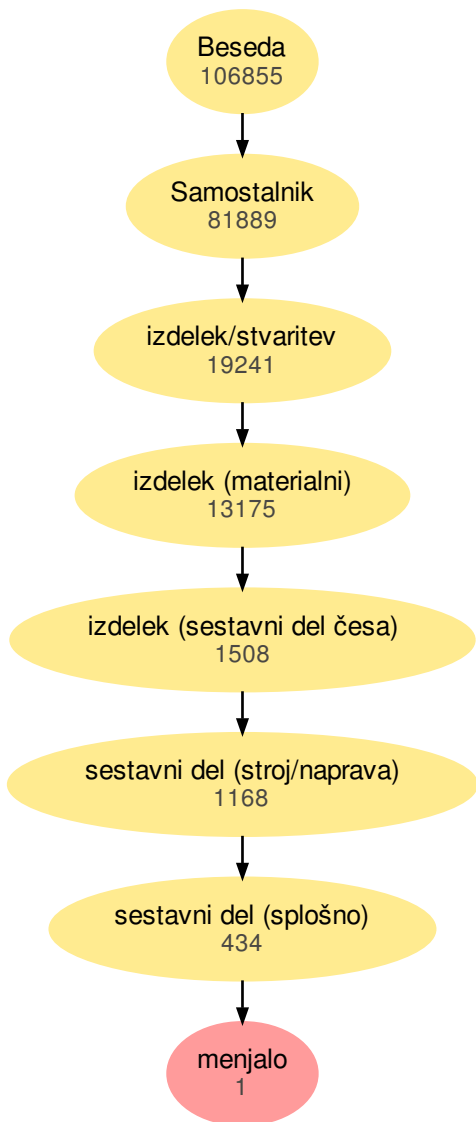 Beseda
106855
Samostalnik
81889
izdelek/stvaritev
19241
izdelek (materialni)
13175
izdelek (sestavni del česa)
1508
sestavni del (stroj/naprava)
1168
sestavni del (splošno)
434
menjalo
1